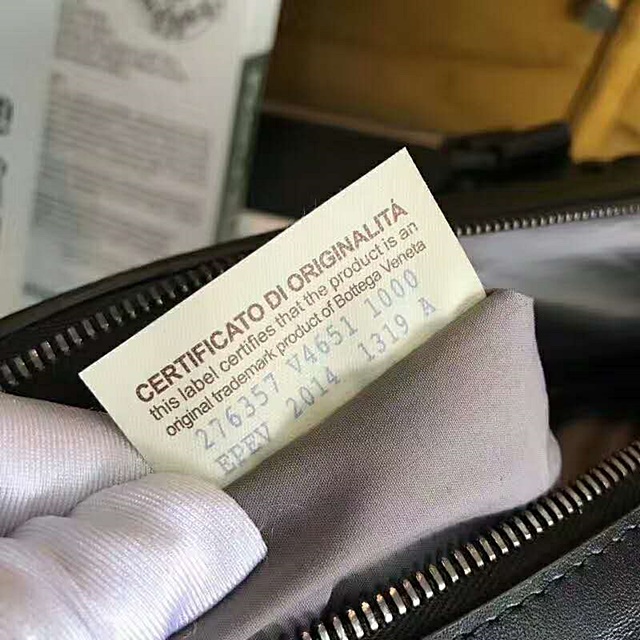 CERTIFICATO DI ORIGINALITÁ
this label certifies that the product is an
original trademark product of Bottega Veneta
276357 V4651 1000
EPEV 2014 1319 A